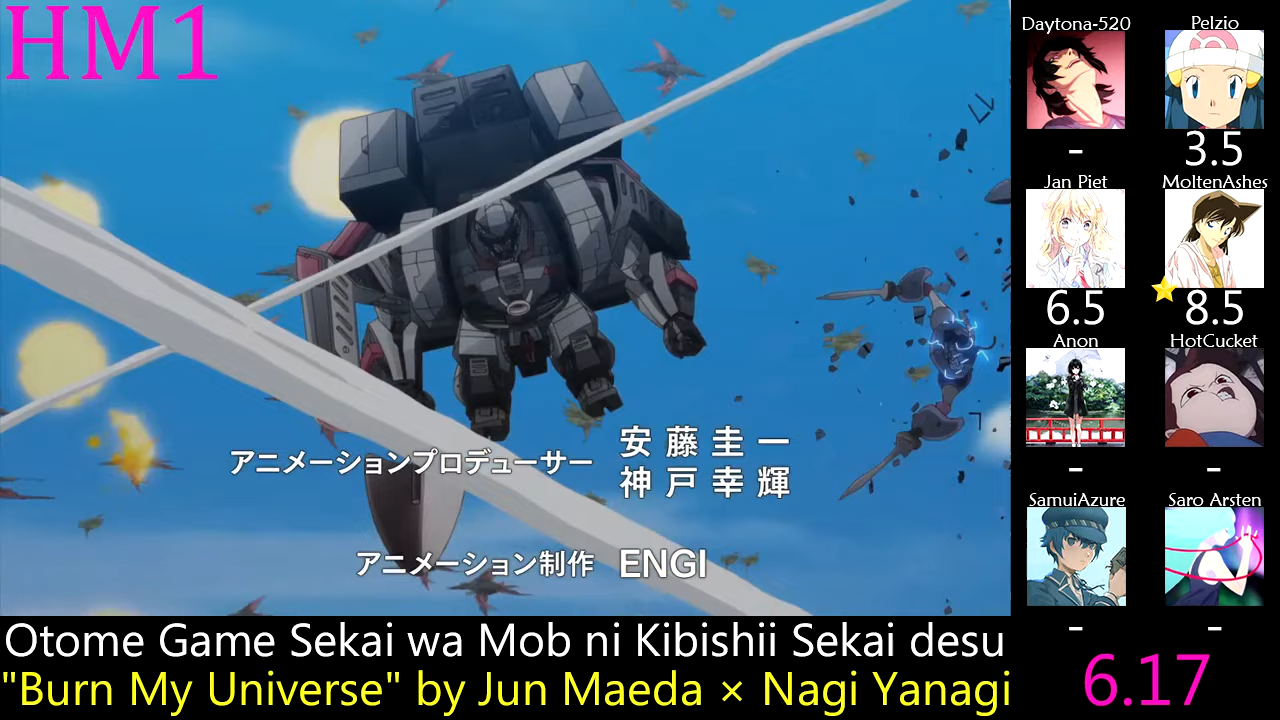 HM1
アニメーションプロデューサー 安藤圭一
神戸幸輝
アニメーション制作 ENGI
Otome Game Sekai wa Mob ni Kibishii Sekai desu
"Burn My Universe" by Jun Maeda × Nagi Yanagi
Daytona-520 Pelzio
- 3.5
Jan Piet MoltenAshes
6.5 8.5
Anon HotCucket
- -
SamuiAzure Saro Arsten
- -
6.17